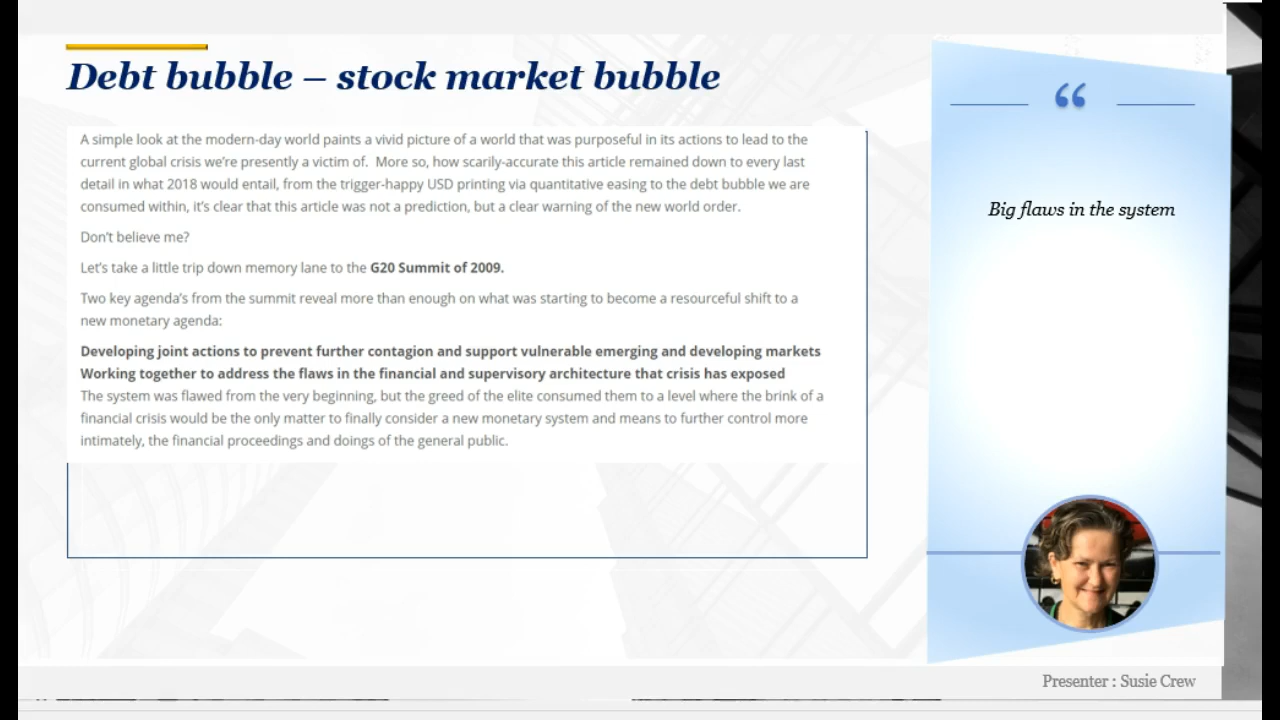 Debt bubble – stock market bubble
A simple look at the modern-day world paints a vivid picture of a world that was purposeful in its actions to lead to the
current global crisis we're presently a victim of.  More so, how scarily-accurate this article remained down to every last
detail in what 2018 would entail, from the trigger-happy USD printing via quantitative easing to the debt bubble we are
consumed within, it's clear that this article was not a prediction, but a clear warning of the new world order.
Don't believe me?
Let's take a little trip down memory lane to the G20 Summit of 2009.
Two key agenda's from the summit reveal more than enough on what was starting to become a resourceful shift to a
new monetary agenda:
Developing joint actions to prevent further contagion and support vulnerable emerging and developing markets
Working together to address the flaws in the financial and supervisory architecture that crisis has exposed
The system was flawed from the very beginning, but the greed of the elite consumed them to a level where the brink of a
financial crisis would be the only matter to finally consider a new monetary system and means to further control more
intimately, the financial proceedings and doings of the general public.
“
Big flaws in the system
Presenter : Susie Crew